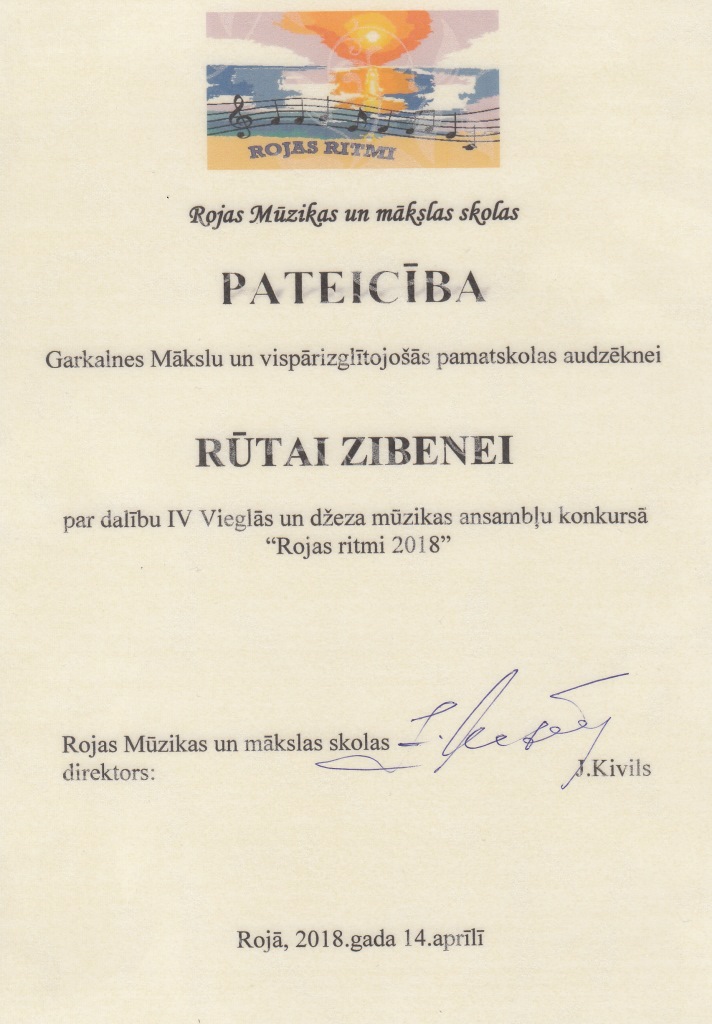 ROJAS RITMI
Rojas Mūzikas un mākslas skolas
PATEICĪBA
Garkalnes Mākslu un vispārizglītojošās pamatskolas audzēknei
RŪTAI ZIBENEI
par dalību IV Vieglās un džeza mūzikas ansambļu konkursā
“Rojas ritmi 2018”
Rojas Mūzikas un mākslas skolas
direktors: J.Kivils
Rojā, 2018.gada 14.aprīlī